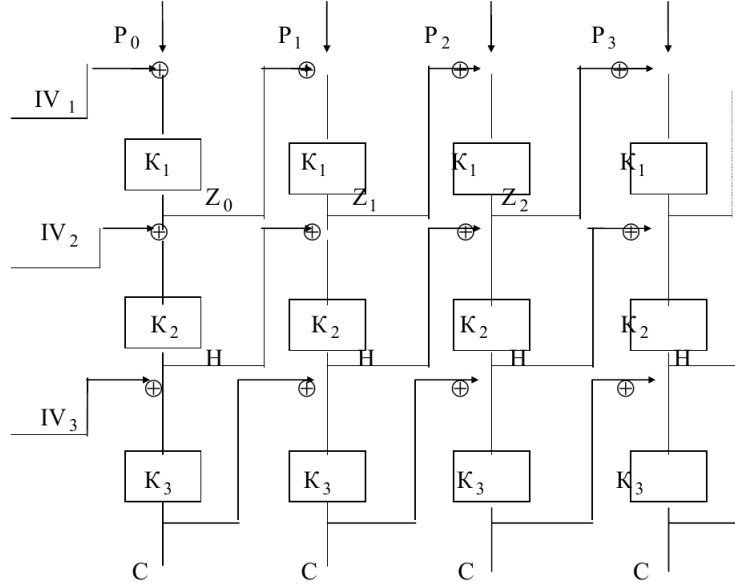 P0 P1 P2 P3
IV1
K1 K1 K1 K1
Z0 Z1 Z2
IV2
K2 K2 K2 K2
H H H H
IV3
K3 K3 K3 K3
C C C C